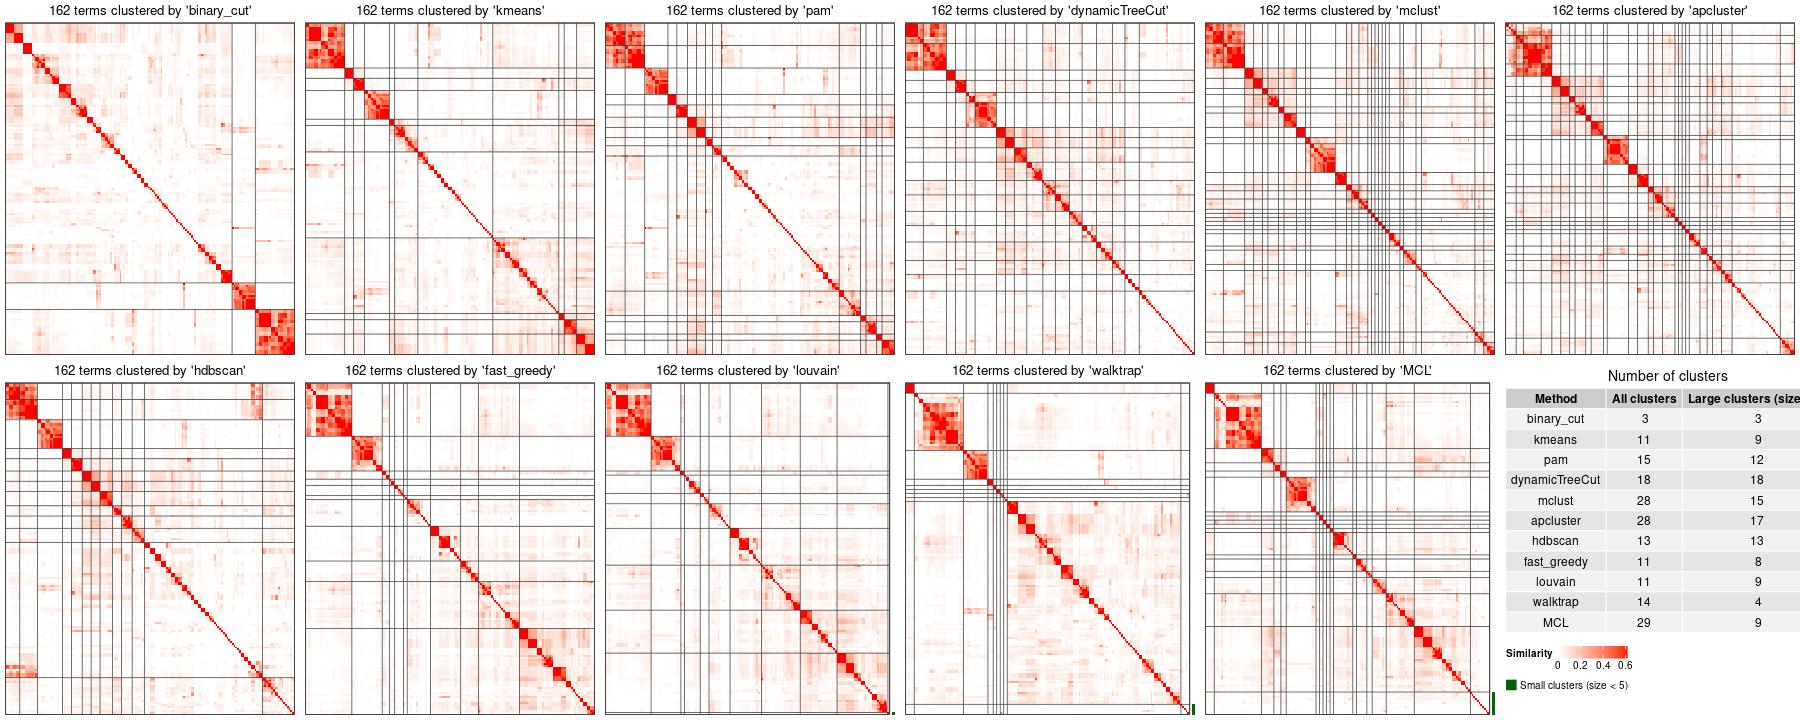 162 terms clustered by 'binary_cut'
162 terms clustered by 'kmeans'
162 terms clustered by 'pam'
162 terms clustered by 'dynamicTreeCut'
162 terms clustered by 'mclust'
162 terms clustered by 'apcluster'
162 terms clustered by 'hdbscan'
162 terms clustered by 'fast_greedy'
162 terms clustered by 'louvain'
162 terms clustered by 'walktrap'
162 terms clustered by 'MCL'
Number of clusters
Method All clusters Large clusters (size
binary_cut 3 3
kmeans 11 9
pam 15 12
dynamicTreeCut 18 18
mclust 28 15
apcluster 28 17
hdbscan 13 13
fast_greedy 11 8
louvain 11 9
walktrap 14 4
MCL 29 9
Similarity
0 0.2 0.4 0.6
Small clusters (size < 5)